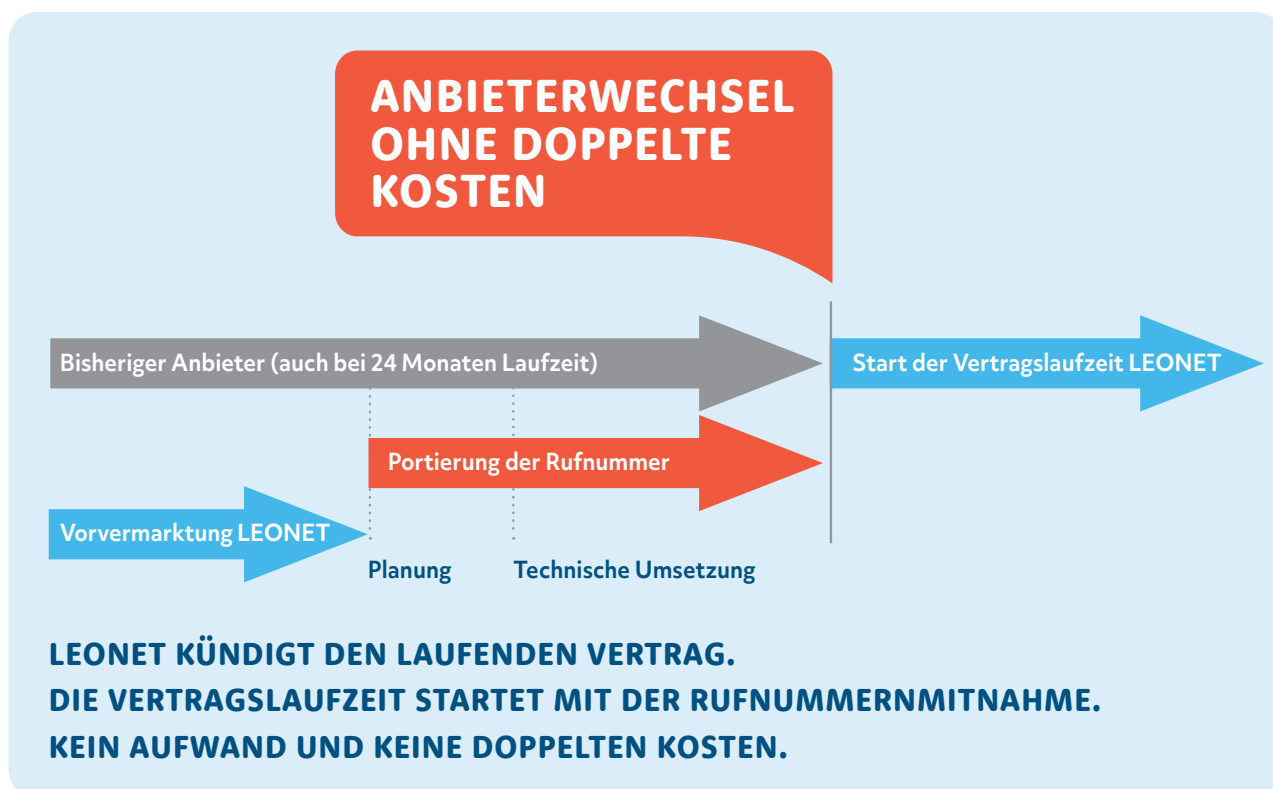 ANBIETERWECHSEL
OHNE DOPPELTE
KOSTEN
Bisheriger Anbieter (auch bei 24 Monaten Laufzeit)
Start der Vertragslaufzeit LEONET
Portierung der Rufnummer
Vorvermarktung LEONET
Planung
Technische Umsetzung
LEONET KÜNDIGT DEN LAUFENDEN VERTRAG.
DIE VERTRAGSLAUFZEIT STARTET MIT DER RUFNUMMERNMITNAHME.
KEIN AUFWAND UND KEINE DOPPELTEN KOSTEN.